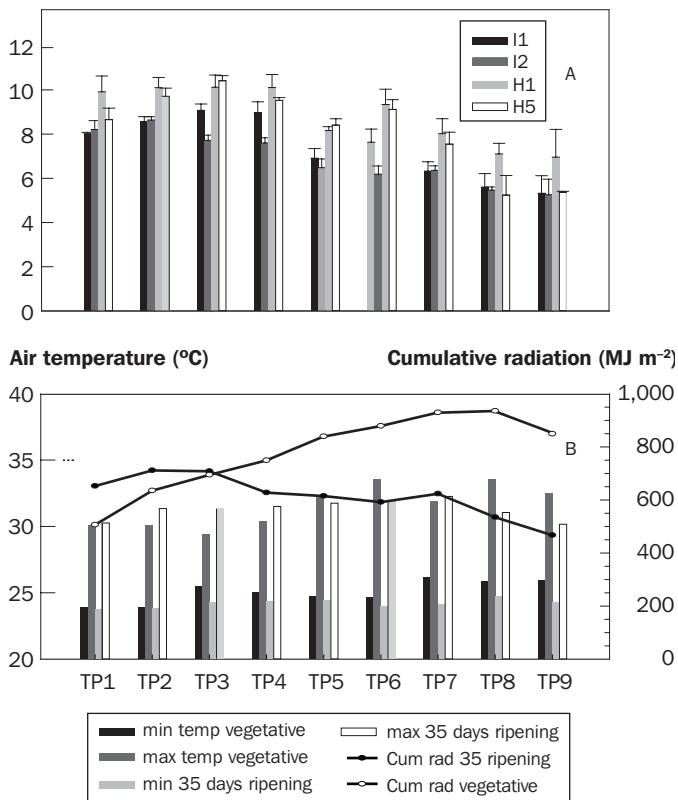 12
10
8
6
4
2
0
I1
I2
H1
H5
A
Air temperature (ºC)
Cumulative radiation (MJ m–2)
40
35
30
25
20
...
B
1,000
800
600
400
200
0
TP1 TP2 TP3 TP4 TP5 TP6 TP7 TP8 TP9
min temp vegetative
max temp vegetative
min 35 days ripening
max 35 days ripening
Cum rad 35 ripening
Cum rad vegetative